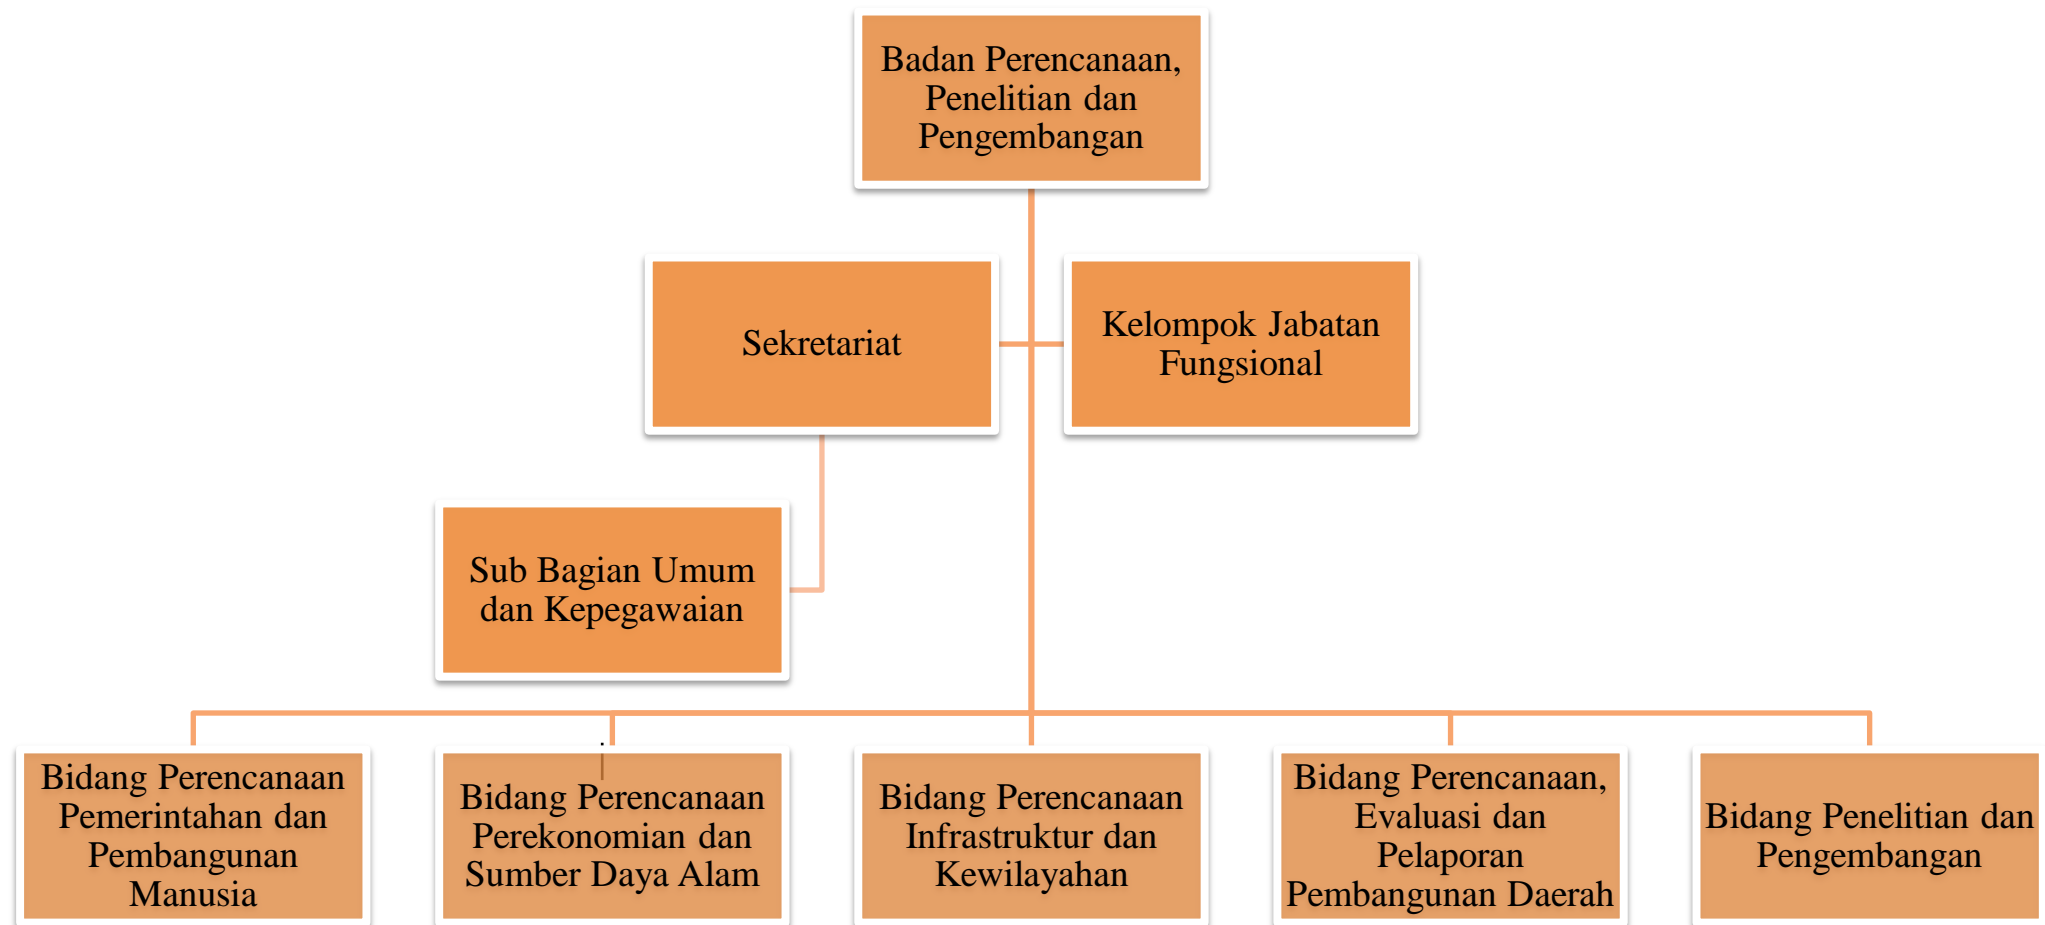 Badan Perencanaan,
Penelitian dan
Pengembangan
Sekretariat
Kelompok Jabatan
Fungsional
Sub Bagian Umum
dan Kepegawaian
Bidang Perencanaan
Pemerintahan dan
Pembangunan
Manusia
Bidang Perencanaan
Perekonomian dan
Sumber Daya Alam
Bidang Perencanaan
Infrastruktur dan
Kewilayahan
Bidang Perencanaan,
Evaluasi dan
Pelaporan
Pembangunan Daerah
Bidang Penelitian dan
Pengembangan